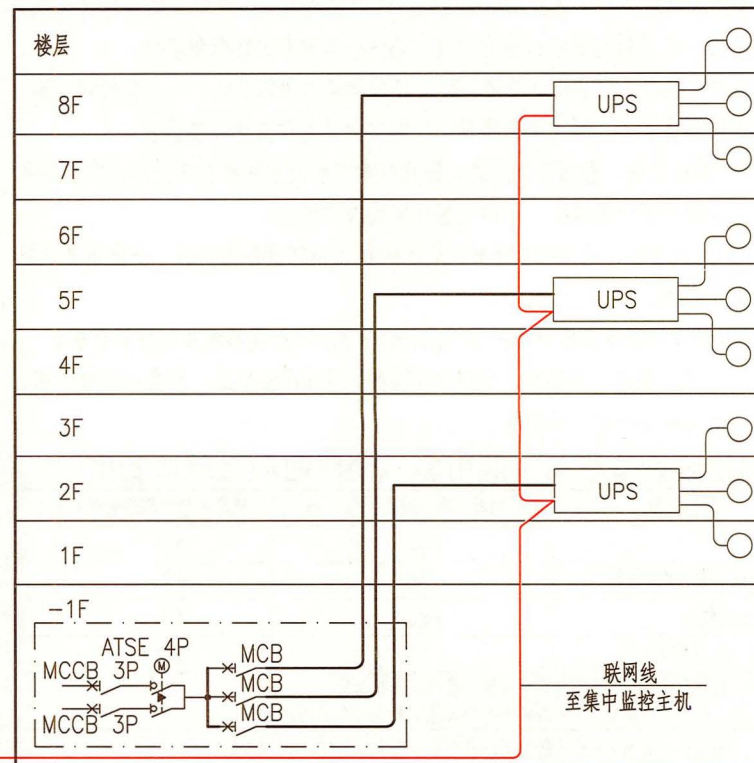 楼层
8F
UPS
7F
6F
5F
UPS
4F
3F
2F
UPS
1F
-1F
ATSE 4P
MCCB 3P
M
MCB
MCB
MCCB 3P
MCB
联网线
至集中监控主机